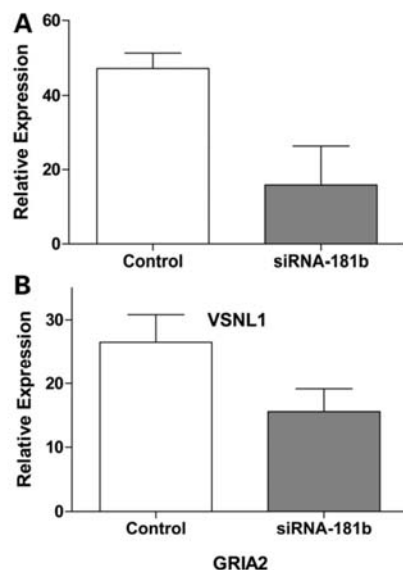 A
Relative Expression
60
40
20
0
Control siRNA-181b
B
VSNL1
Relative Expression
30
20
10
0
Control siRNA-181b
GRIA2